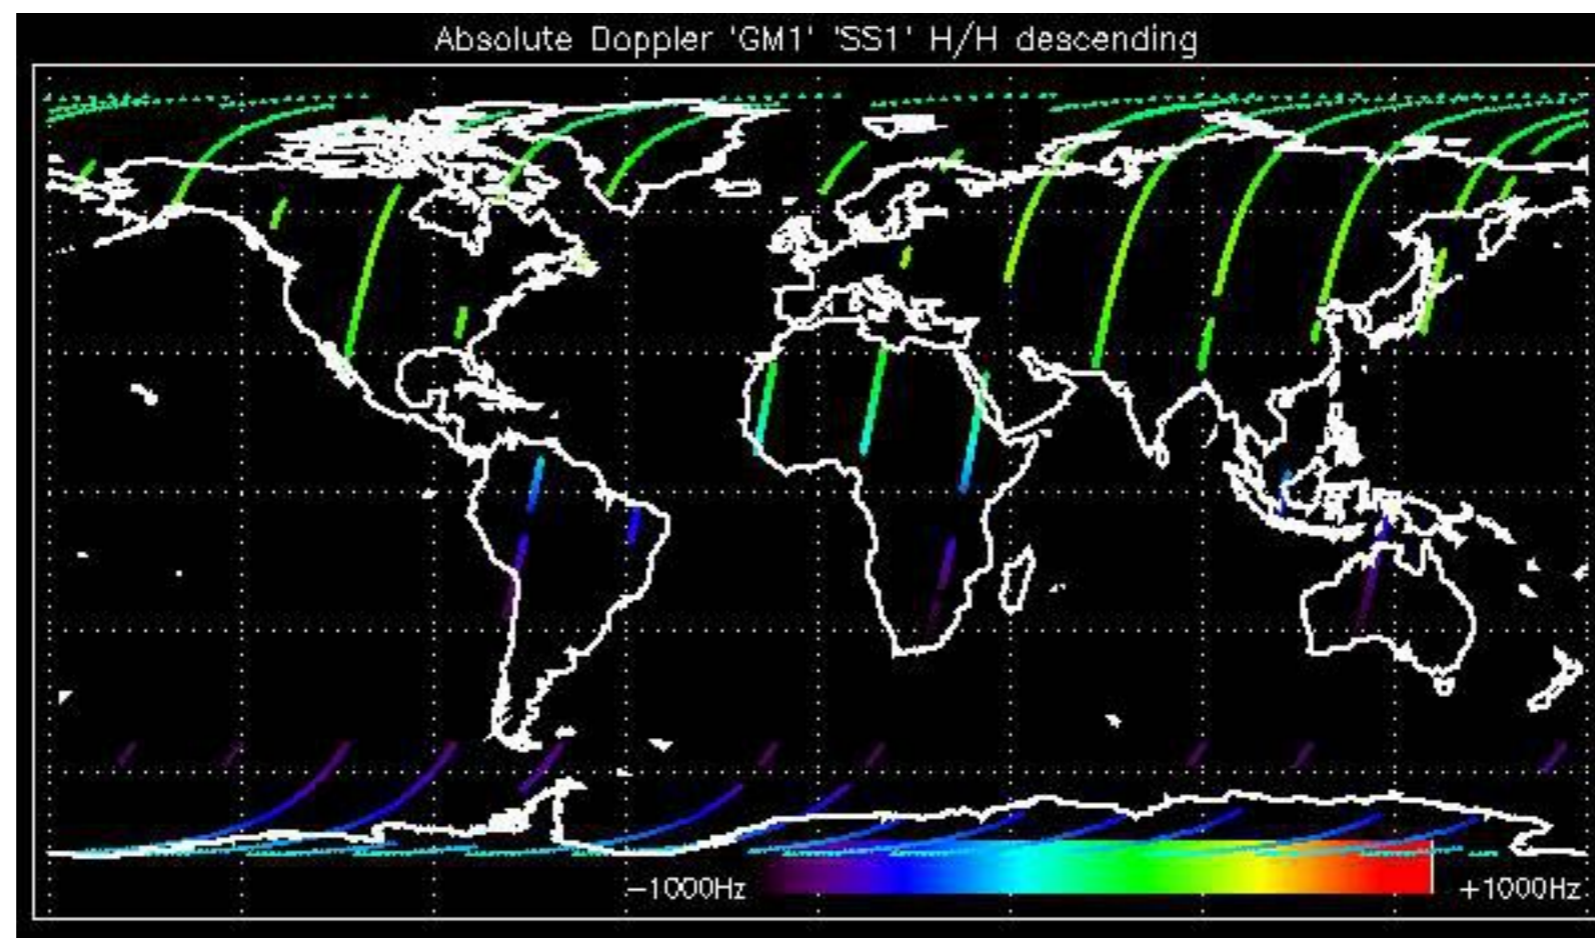 Absolute Doppler 'GM1' 'SS1' H/H descending
−1000Hz
+1000Hz